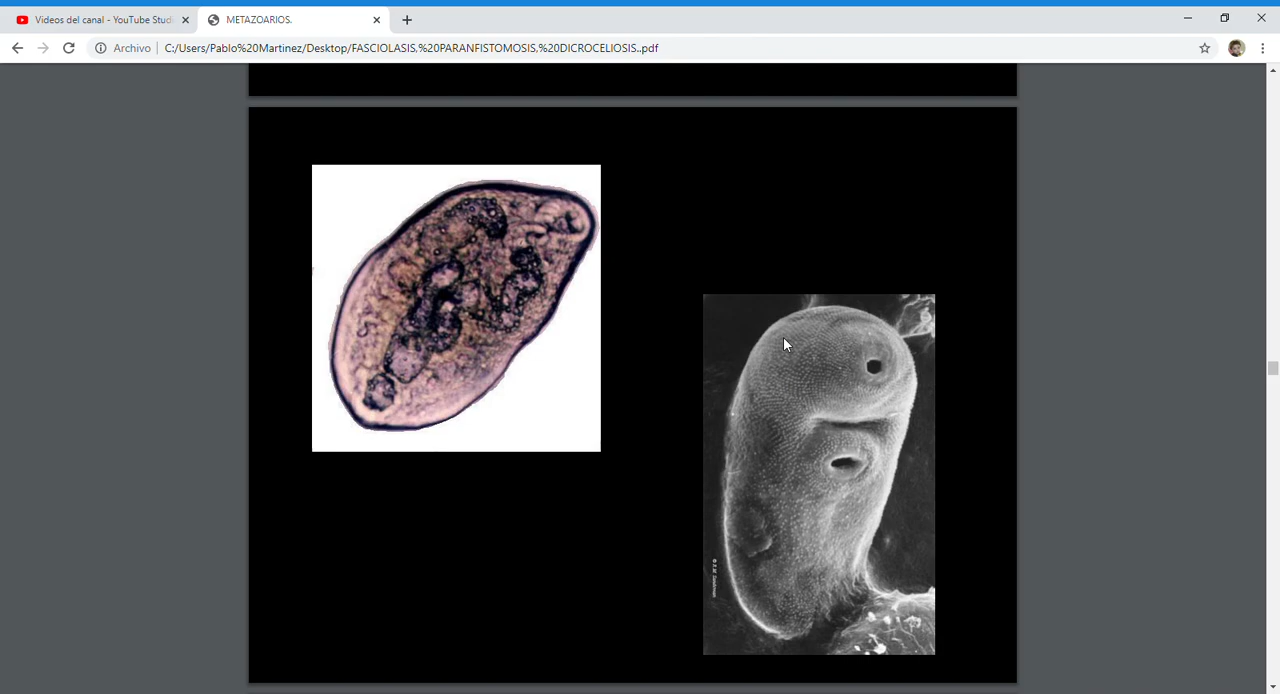 Videos del canal - YouTube Stud
METAZOARIOS.
Archivo
C:/Users/Pablo%20Martinez/Desktop/FASCIOLASIS,%20PARANFISTOMOSIS,%20DICROCELIOSIS..pdf